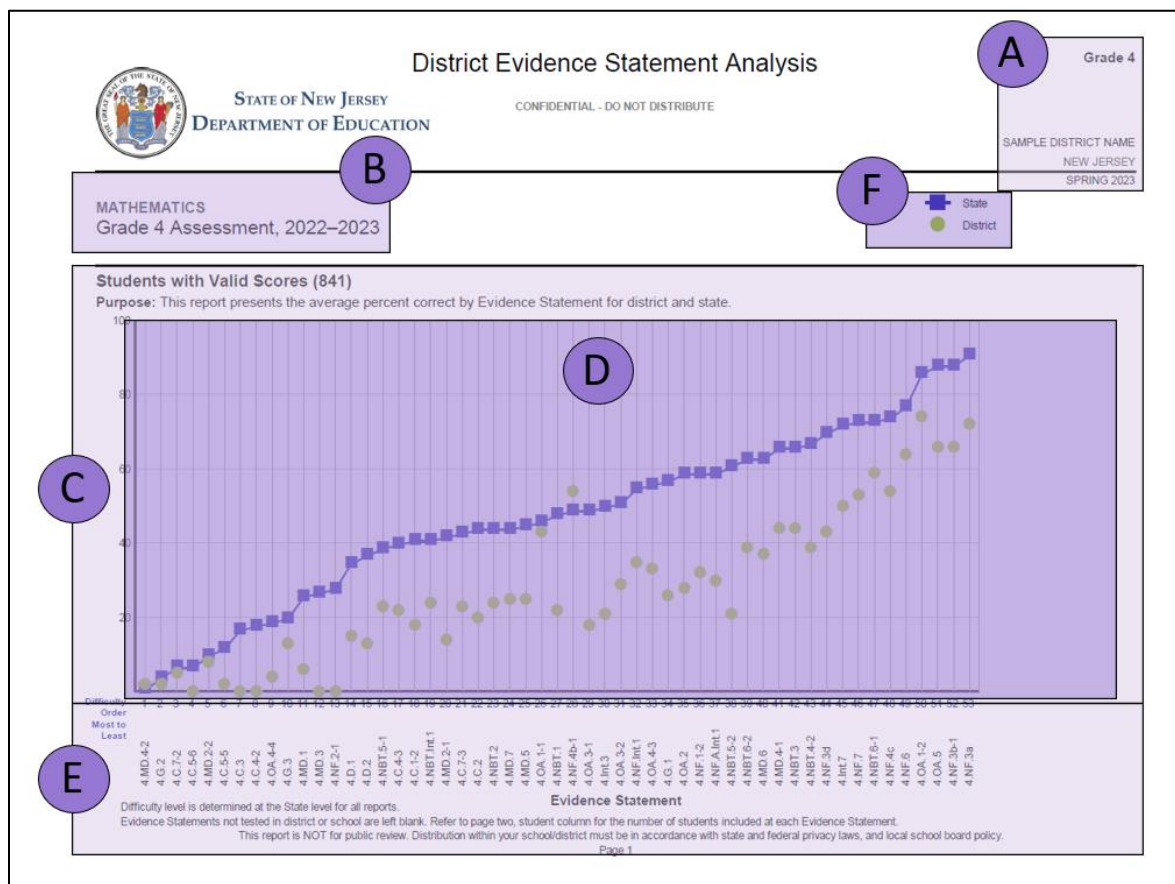 District Evidence Statement Analysis
A
Grade 4
STATE OF NEW JERSEY
DEPARTMENT OF EDUCATION
CONFIDENTIAL - DO NOT DISTRIBUTE
SAMPLE DISTRICT NAME
NEW JERSEY
SPRING 2023
B
MATHEMATICS
Grade 4 Assessment, 2022–2023
F
State
District
Students with Valid Scores (841)
Purpose: This report presents the average percent correct by Evidence Statement for district and state.
100
80
60
40
20
C
D
Difficulty
Order
Most to
Least
1 2 3 4 5 6 7 8 9 10 11 12 13 14 15 16 17 18 19 20 21 22 23 24 25 26 27 28 29 30 31 32 33 34 35 36 37 38 39 40 41 42 43 44 45 46 47 48 49 50 51 52 53
4.MD.4-2
4.G.2
4.C.7-2
4.C.5-6
4.MD.2-2
4.C.5-5
4.C.3
4.C.4-2
4.OA.4-4
4.G.3
4.MD.1
4.MD.3
4.NF.2-1
4.D.1
4.D.2
4.NBT.5-1
4.C.4-3
4.C.1-2
4.NBT.Int.1
4.MD.2-1
4.C.7-3
4.C.2
4.NBT.2
4.MD.7
4.MD.5
4.OA.1-1
4.NBT.1
4.NF.4b-1
4.OA.3-1
4.Int.3
4.OA.3-2
4.NF.Int.1
4.OA.4-3
4.G.1
4.OA.2
4.NF.1-2
4.NF.A.Int.1
4.NBT.5-2
4.NBT.6-2
4.MD.6
4.MD.4-1
4.NBT.3
4.NBT.4-2
4.NF.3d
4.Int.7
4.NF.7
4.NBT.6-1
4.NF.4c
4.NF.6
4.OA.1-2
4.OA.5
4.NF.3b-1
4.NF.3a
E
Evidence Statement
Difficulty level is determined at the State level for all reports.
Evidence Statements not tested in district or school are left blank. Refer to page two, student column for the number of students included at each Evidence Statement.
This report is NOT for public review. Distribution within your school/district must be in accordance with state and federal privacy laws, and local school board policy.
Page 1